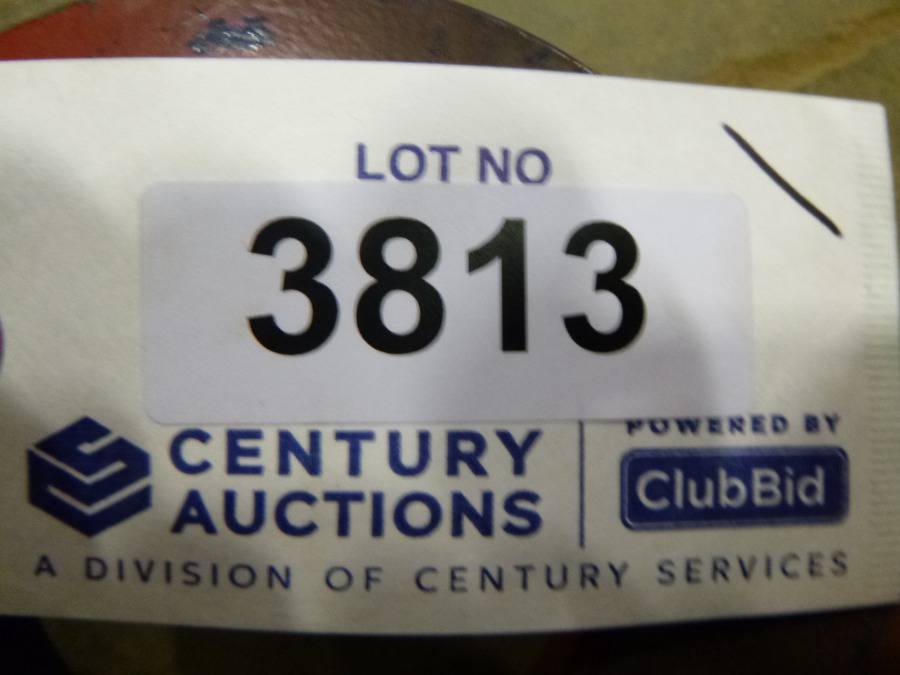 LOT NO
3813
CENTURY
AUCTIONS
POWERED BY
ClubBid
A DIVISION OF CENTURY SERVICES